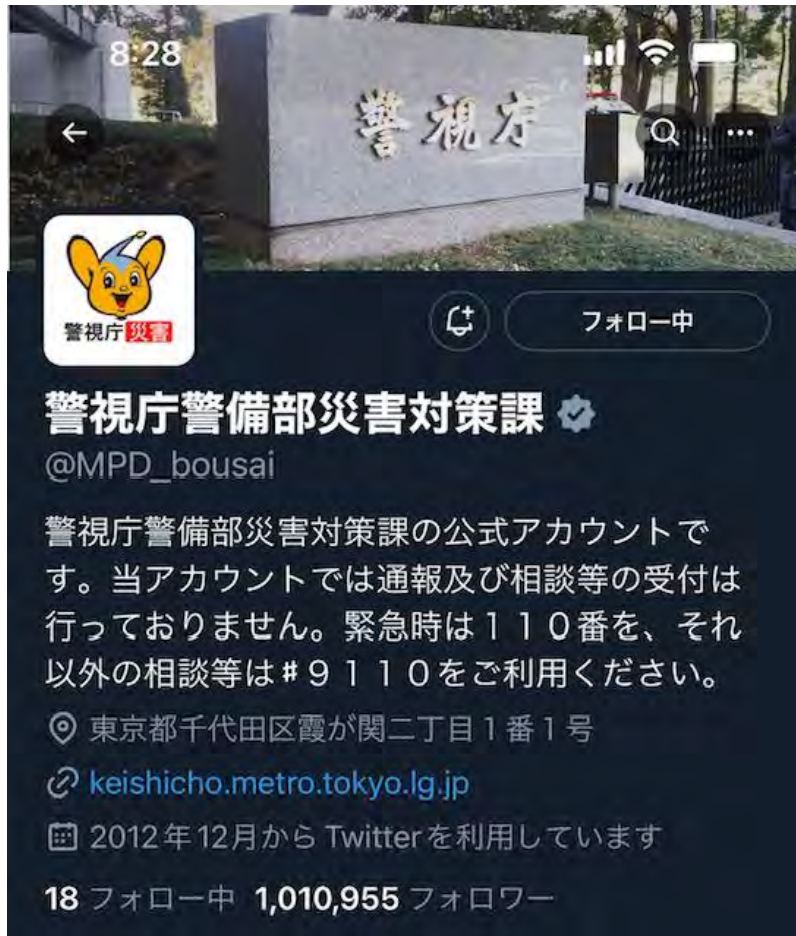 8:28
警視庁
警視庁災害
フォロー中
警視庁警備部災害対策課
@MPD_bousai
警視庁警備部災害対策課の公式アカウントで
す。当アカウントでは通報及び相談等の受付は
行っておりません。緊急時は１１０番を、それ
以外の相談等は#９１１０をご利用ください。
東京都千代田区霞が関二丁目1番1号
keishicho.metro.tokyo.lg.jp
2012年12月からTwitterを利用しています
18 フォロー中 1,010,955 フォロワー